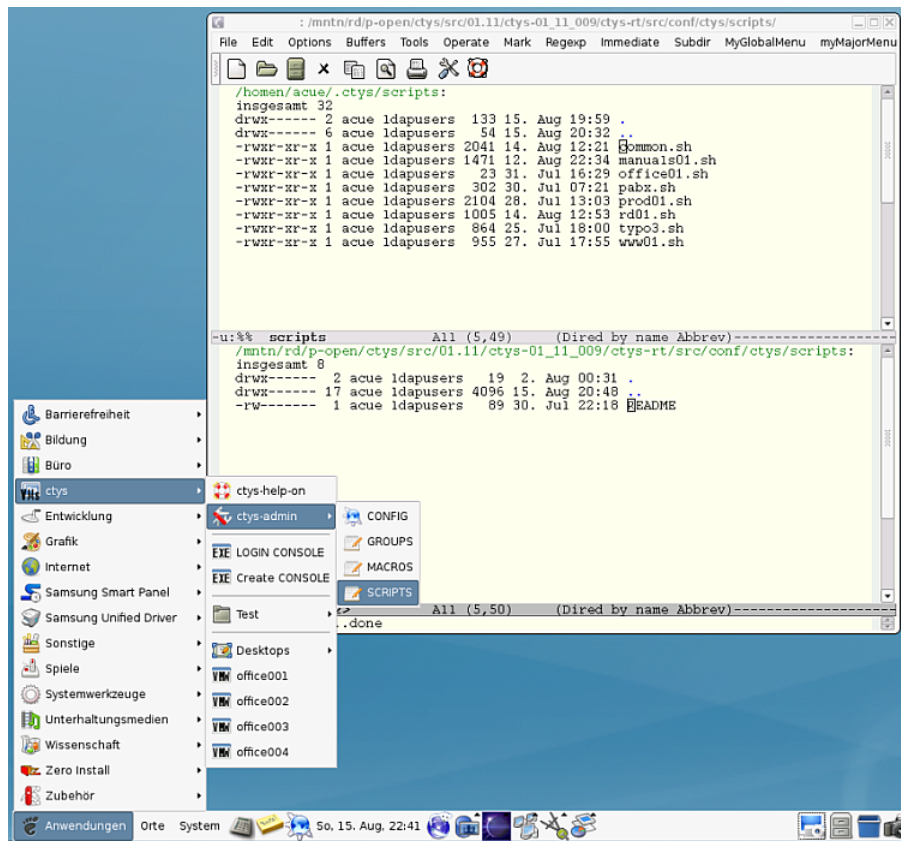 : /mntn/rd/p-open/ctys/src/01.11/ctys-01_11_009/ctys-rt/src/conf/ctys/scripts/
File Edit Options Buffers Tools Operate Mark Regexp Immediate Subdir MyGlobalMenu myMajorMenu
/homen/acue/.ctys/scripts:
insgesamt 32
drwx------ 2 acue ldapusers 133 15. Aug 19:59 .
drwx------ 6 acue ldapusers 54 15. Aug 20:32 ..
-rwxr-xr-x 1 acue ldapusers 2041 14. Aug 12:21 common.sh
-rwxr-xr-x 1 acue ldapusers 1471 12. Aug 22:34 manuals01.sh
-rwxr-xr-x 1 acue ldapusers 23 31. Jul 16:29 office01.sh
-rwxr-xr-x 1 acue ldapusers 302 30. Jul 07:21 pabx.sh
-rwxr-xr-x 1 acue ldapusers 2104 28. Jul 13:03 prod01.sh
-rwxr-xr-x 1 acue ldapusers 1005 14. Aug 12:53 rd01.sh
-rwxr-xr-x 1 acue ldapusers 864 25. Jul 18:00 typo3.sh
-rwxr-xr-x 1 acue ldapusers 955 27. Jul 17:55 www01.sh
-u:%% scripts All (5,49) (Dired by name Abbrev)--------------------
/mntn/rd/p-open/ctys/src/01.11/ctys-01_11_009/ctys-rt/src/conf/ctys/scripts:
insgesamt 8
drwx------ 2 acue ldapusers 19 2. Aug 00:31 .
drwx------ 17 acue ldapusers 4096 15. Aug 20:48 ..
-rw------- 1 acue ldapusers 89 30. Jul 22:18 README
All (5,50) (Dired by name Abbrev)--------------------
..done
Barrierefreiheit
Bildung
Büro
ctys
Entwicklung
Grafik
Internet
Samsung Smart Panel
Samsung Unified Driver
Sonstige
Spiele
Systemwerkzeuge
Unterhaltungsmedien
Wissenschaft
Zero Install
Zubehör
ctys-help-on
ctys-admin
EXE LOGIN CONSOLE
EXE Create CONSOLE
Test
Desktops
VMW office001
VMW office002
VMW office003
VMW office004
CONFIG
GROUPS
MACROS
SCRIPTS
Anwendungen Orte System So, 15. Aug, 22:41